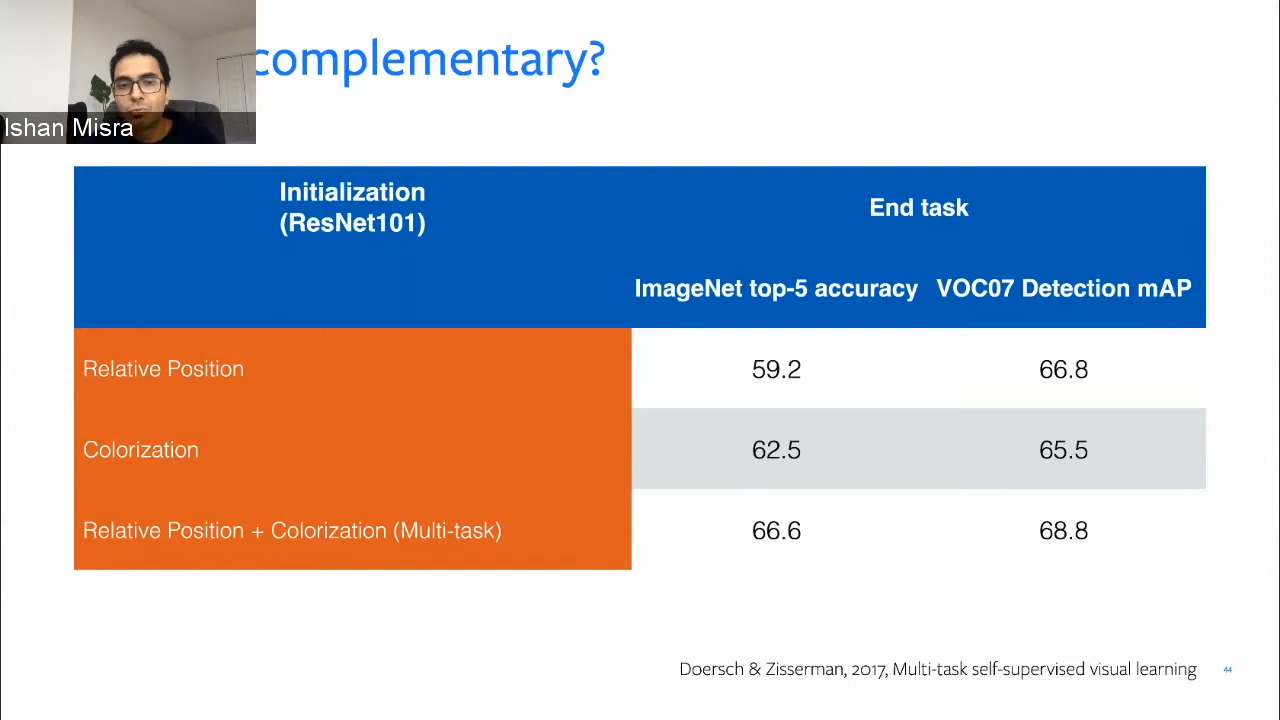 complementary?
Ishan Misra
Initialization
(ResNet101)
End task
ImageNet top-5 accuracy VOC07 Detection mAP
Relative Position 59.2 66.8
Colorization 62.5 65.5
Relative Position + Colorization (Multi-task) 66.6 68.8
Doersch & Zisserman, 2017, Multi-task self-supervised visual learning 44